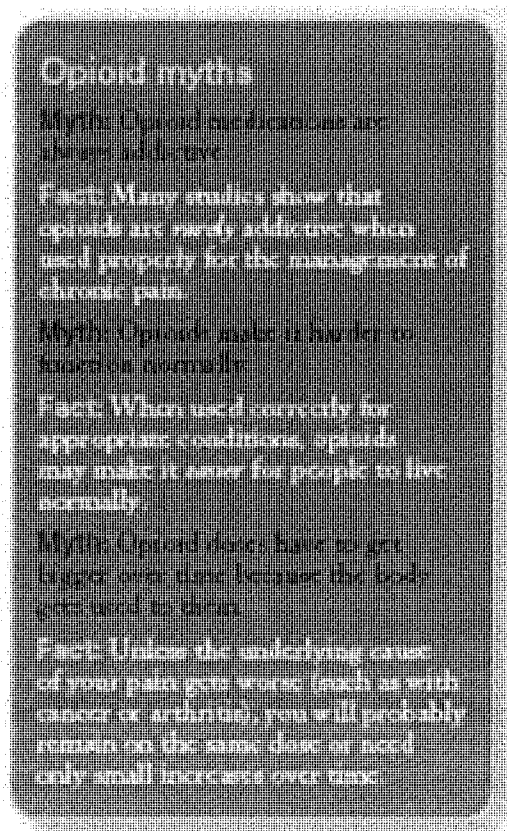 Opioid myths
Myth: Opioid medications are
always addictive.
Fact: Many studies show that
opioids are rarely addictive when
used properly for the management of
chronic pain.
Myth: Opioids make it harder to
function normally.
Fact: When used correctly for
appropriate conditions, opioids
may make it easier for people to live
normally.
Myth: Opioid doses have to get
bigger over time because the body
gets used to them.
Fact: Unless the underlying cause
of your pain gets worse (such as with
cancer or arthritis), you will probably
remain on the same dose or need
only small increases over time.